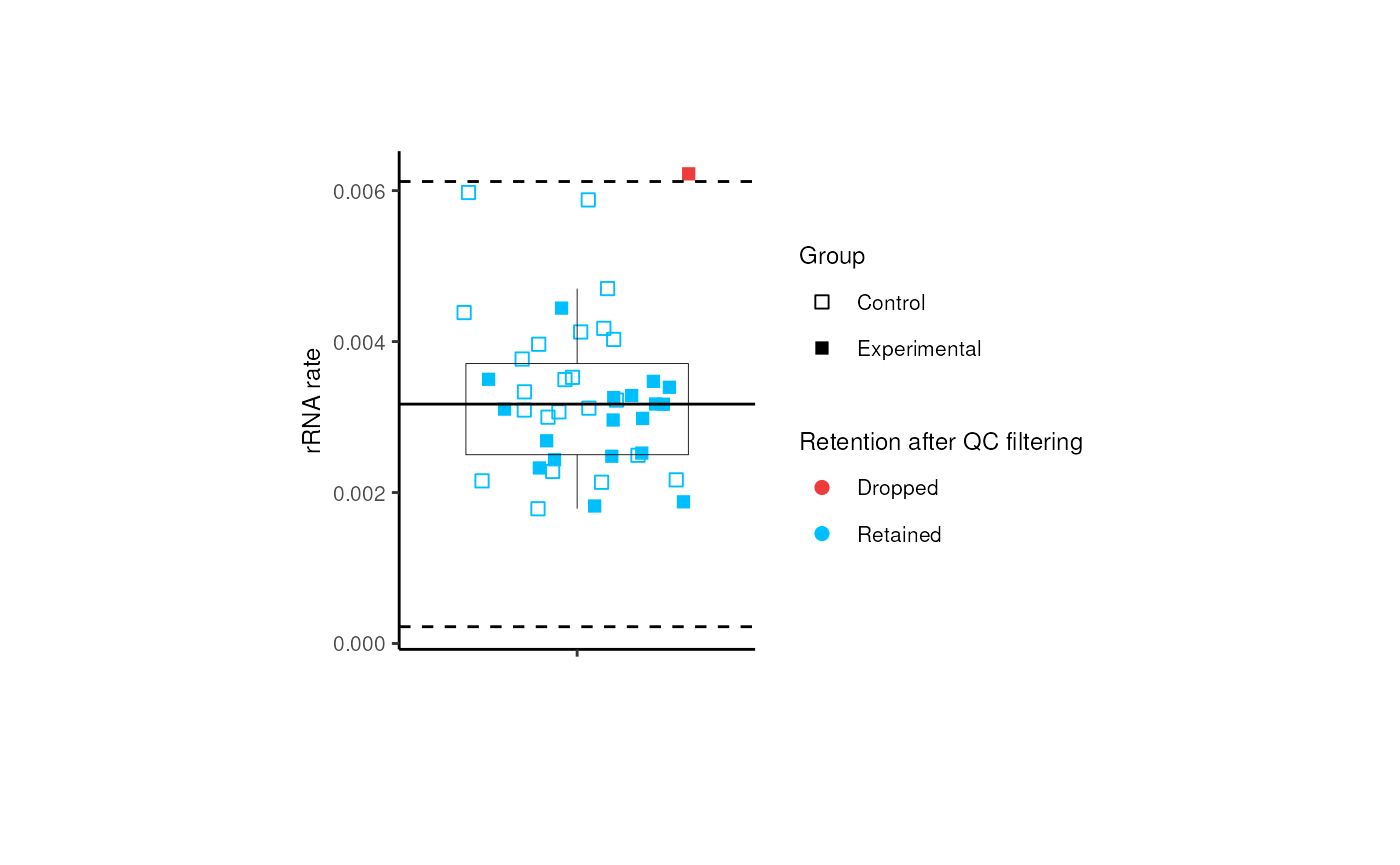 rRNA rate
0.006
0.004
0.002
0.000
Group
Control
Experimental
Retention after QC filtering
Dropped
Retained